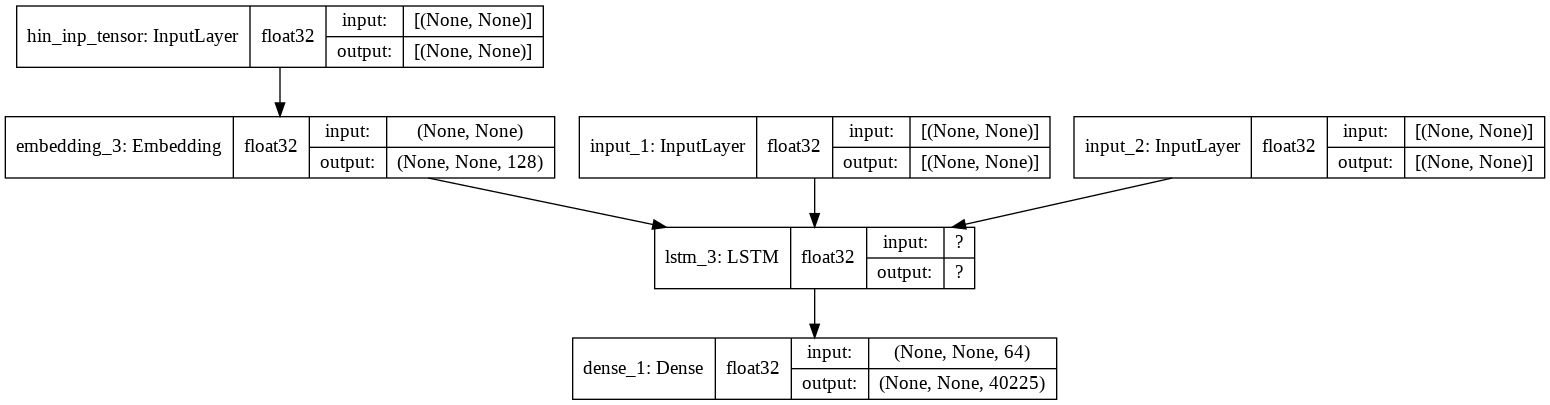 hin_inp_tensor: InputLayer float32 input: [(None, None)]
output: [(None, None)]
embedding_3: Embedding float32 input: (None, None)
output: (None, None, 128)
input_1: InputLayer float32 input: [(None, None)]
output: [(None, None)]
input_2: InputLayer float32 input: [(None, None)]
output: [(None, None)]
lstm_3: LSTM float32 input: ?
output: ?
dense_1: Dense float32 input: (None, None, 64)
output: (None, None, 40225)